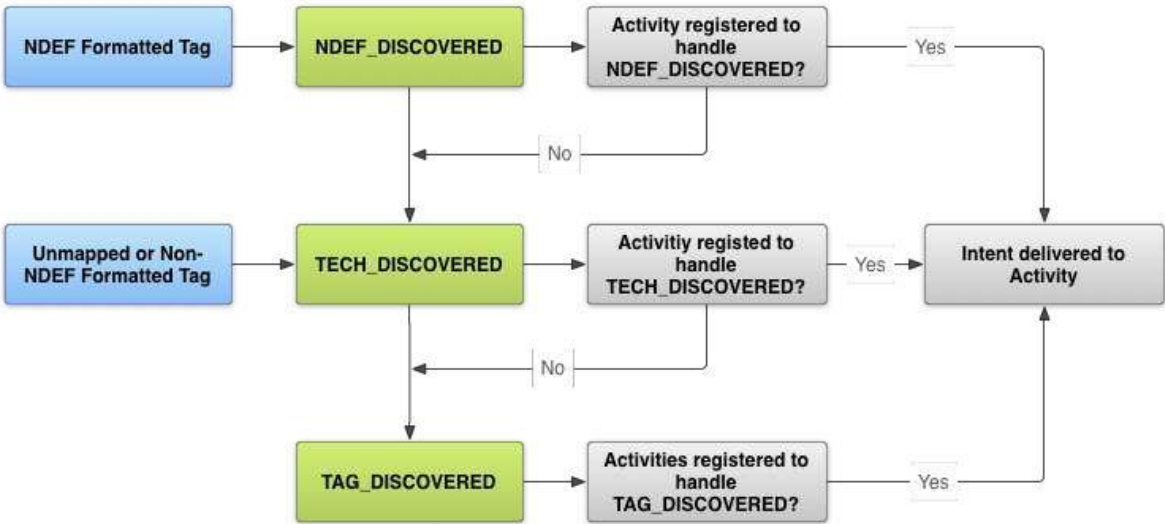 NDEF Formatted Tag
NDEF_DISCOVERED
Activity registered to
handle
NDEF_DISCOVERED?
Yes
No
Unmapped or Non-
NDEF Formatted Tag
TECH_DISCOVERED
Activitiy registed to
handle
TECH_DISCOVERED?
Yes
Intent delivered to
Activity
No
TAG_DISCOVERED
Activities registered to
handle
TAG_DISCOVERED?
Yes